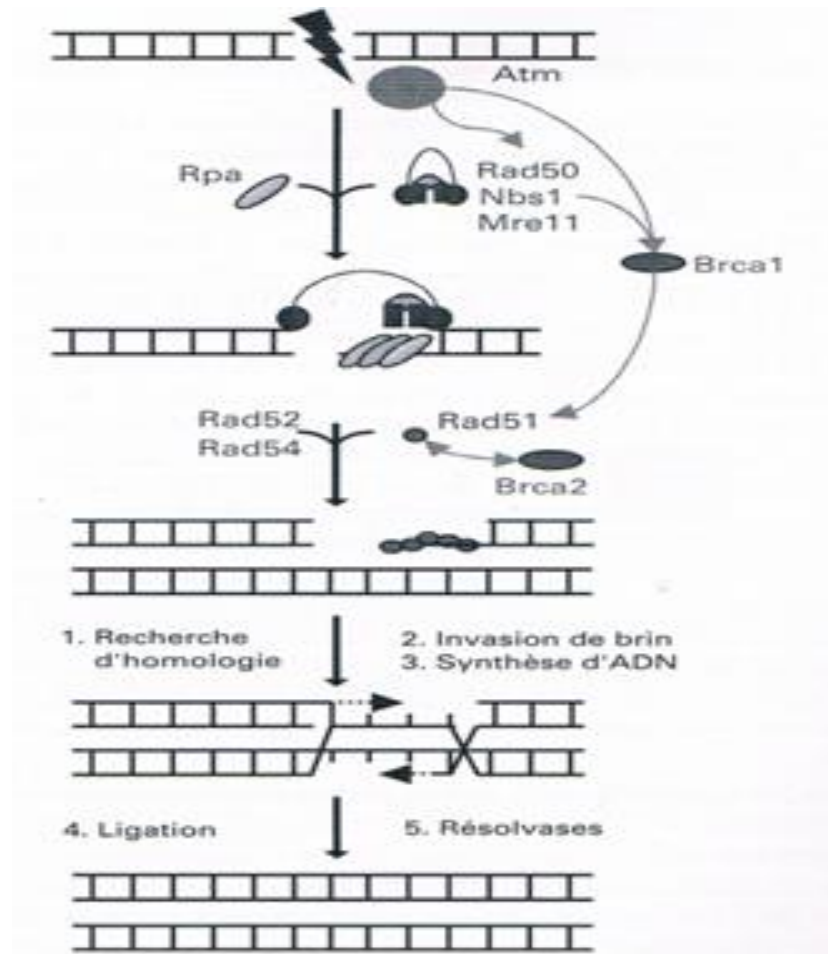 Atm
Rpa
Rad50
Nbs1
Mre11
Brca1
Rad52
Rad54
Rad51
Brca2
1. Recherche
d'homologie
2. Invasion de brin
3. Synthèse d'ADN
4. Ligation
5. Résolvases